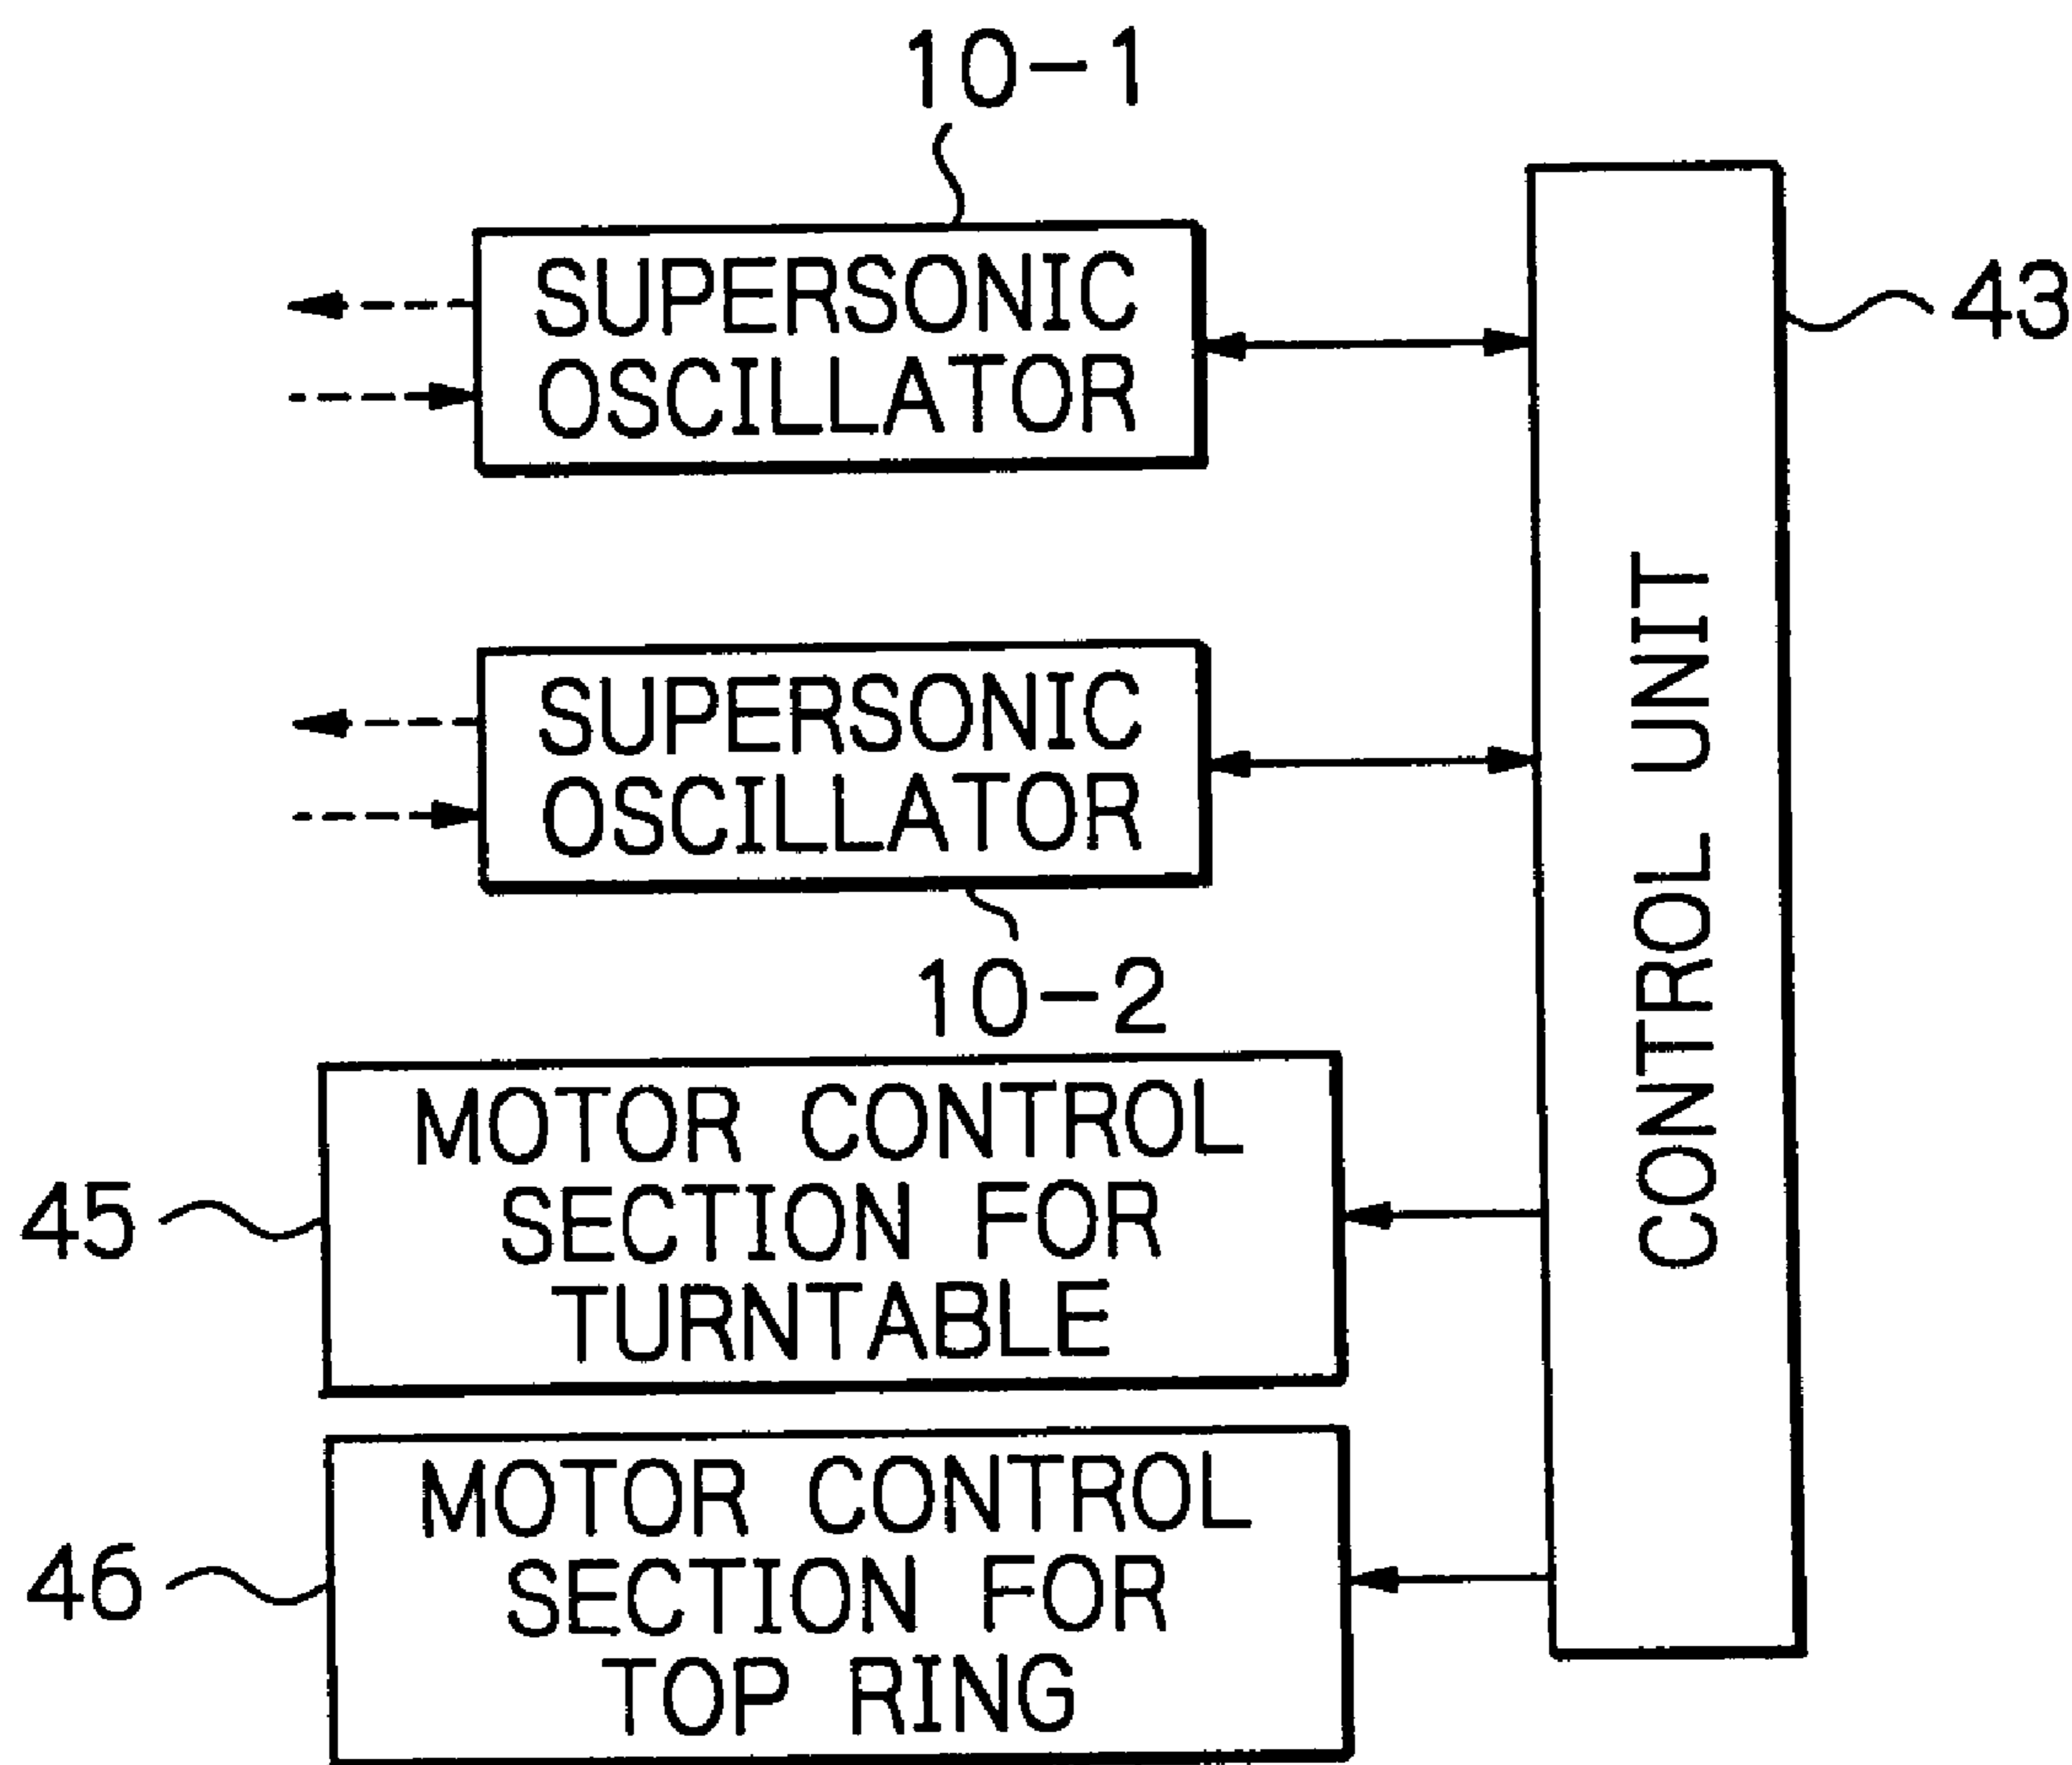 10-1
SUPERSONIC
OSCILLATOR
43
SUPERSONIC
OSCILLATOR
10-2
CONTROL UNIT
MOTOR CONTROL
SECTION FOR
TURNTABLE
45
MOTOR CONTROL
SECTION FOR
TOP RING
46